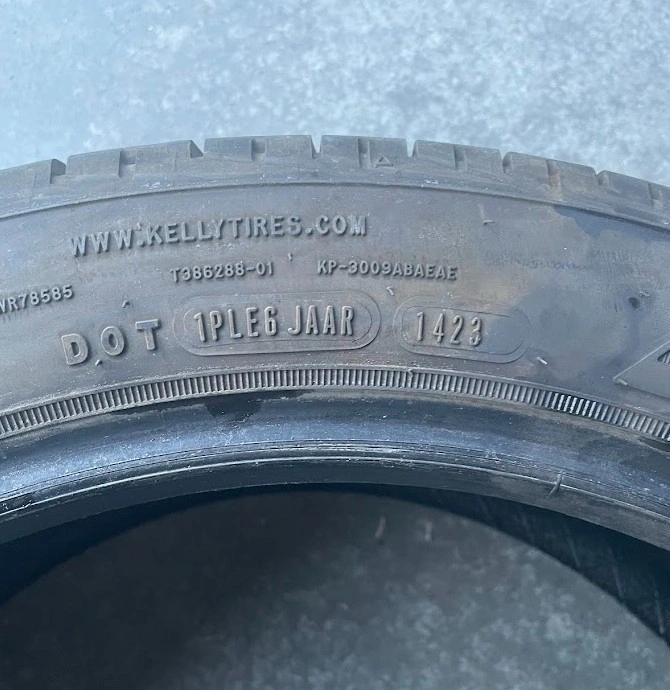 WWW.KELLYTIRES.COM
T386288-01 KP-3009ABAEAE
WR78585
DOT 1PLE6 JAAR 1423